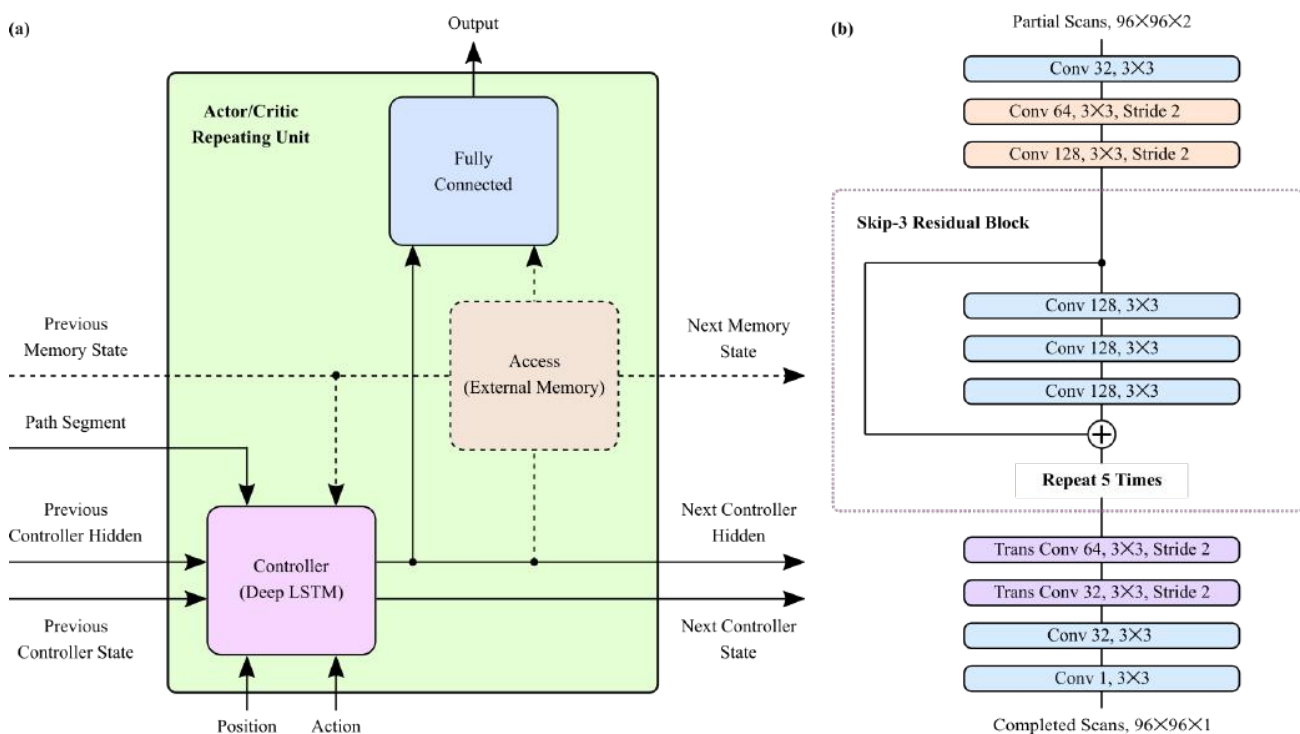 (a)
Output
Actor/Critic
Repeating Unit
Fully
Connected
Previous
Memory State
Access
(External Memory)
Next Memory
State
Path Segment
Previous
Controller Hidden
Controller
(Deep LSTM)
Next Controller
Hidden
Previous
Controller State
Next Controller
State
Position
Action
(b)
Partial Scans, 96×96×2
Conv 32, 3×3
Conv 64, 3×3, Stride 2
Conv 128, 3×3, Stride 2
Skip-3 Residual Block
Conv 128, 3×3
Conv 128, 3×3
Conv 128, 3×3
+
Repeat 5 Times
Trans Conv 64, 3×3, Stride 2
Trans Conv 32, 3×3, Stride 2
Conv 32, 3×3
Conv 1, 3×3
Completed Scans, 96×96×1